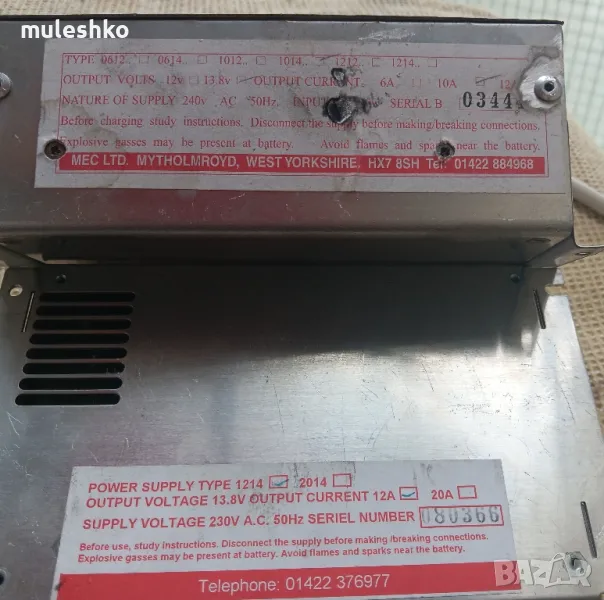 muleshko
TYPE 0612.. 0614.. 1012.. 1014.. 1212.. 1214..
OUTPUT VOLTS 12v 13.8v OUTPUT CURRENT 6A 10A 12A
NATURE OF SUPPLY 240v AC 50Hz. SERIAL B 0344
Before charging study instructions. Disconnect the supply before making/breaking connections.
Explosive gasses may be present at battery. Avoid flames and sparks near the battery.
MEC LTD. MYTHOLMROYD, WEST YORKSHIRE. HX7 8SH Tel: 01422 884968
POWER SUPPLY TYPE 1214 2014
OUTPUT VOLTAGE 13.8V OUTPUT CURRENT 12A 20A
SUPPLY VOLTAGE 230V A.C. 50Hz SERIEL NUMBER 080366
Before use, study instructions. Disconnect the supply before making/breaking connections.
Explosive gasses may be present at battery. Avoid flames and sparks near the battery.
Telephone: 01422 376977
BAZAR